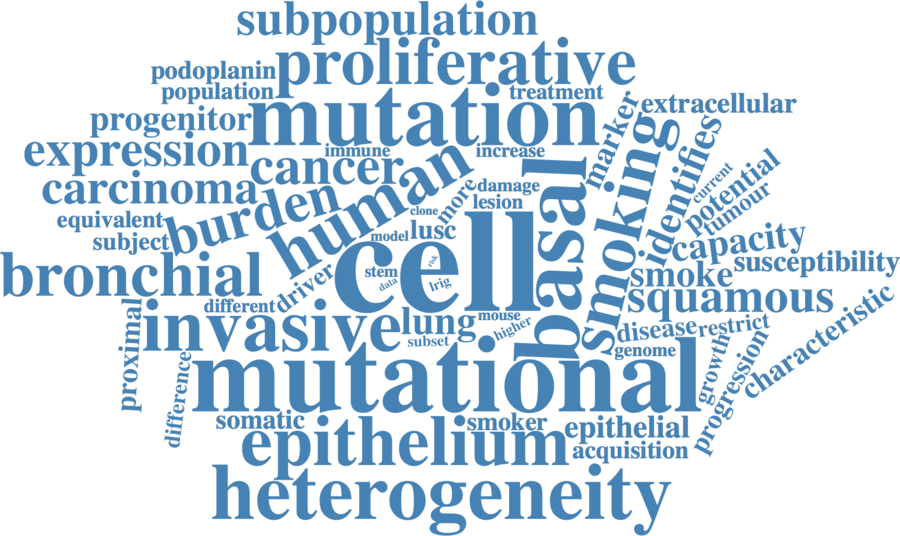 subpopulation
podoplanin proliferative
population mutation treatment
progenitor marker extracellular
expression immune increase identifies
carcinoma cancer human basal smoking current potential
equivalent burden clone more damage tumour
subject model lusc lesion capacity
bronchial driver cell stem risk data lrig smoke susceptibility
different squamous
proximal invasive lung mouse higher disease restrict characteristic
difference subset genome growth progression
mutational
somatic smoker epithelial
epithelium acquisition
heterogeneity